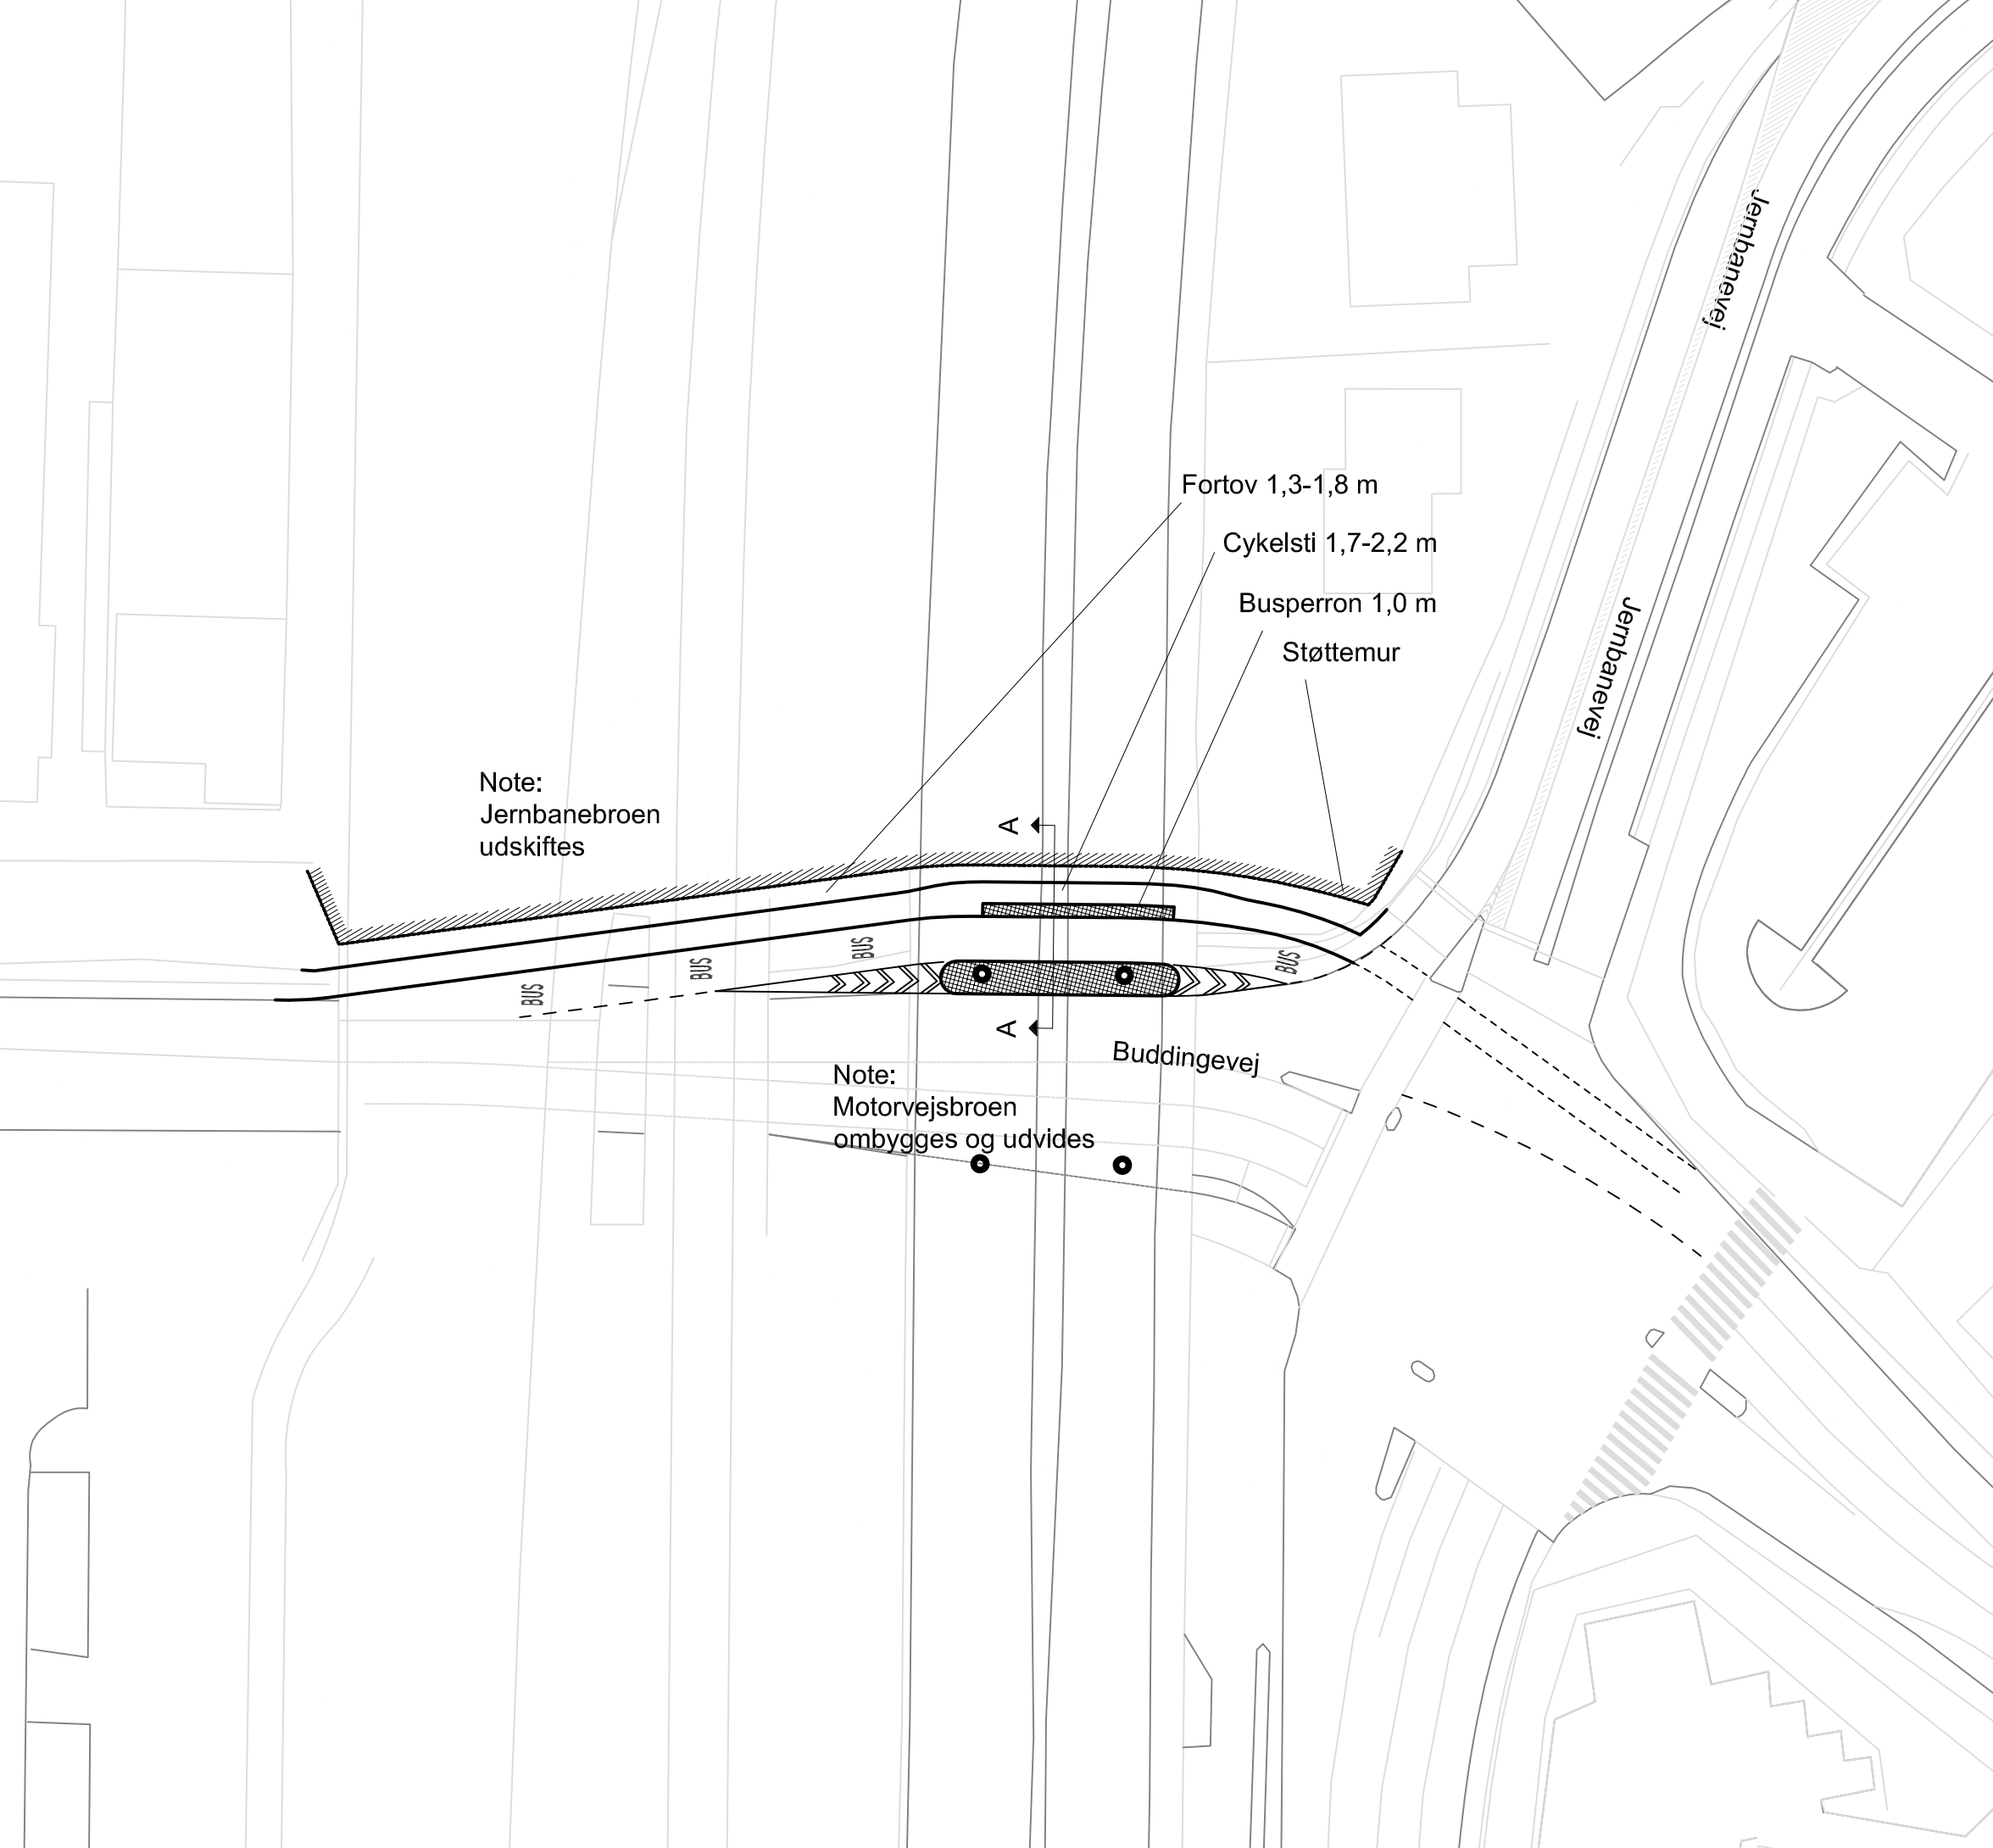 Jernbanevej
Fortov 1,3-1,8 m
Cykelsti 1,7-2,2 m
Busperron 1,0 m
Støttemur
Jernbanevej
Note:
Jernbanebroen
udskiftes
A
BUS
BUS
BUS
BUS
A
Buddingevej
Note:
Motorvejsbroen
ombygges og udvides